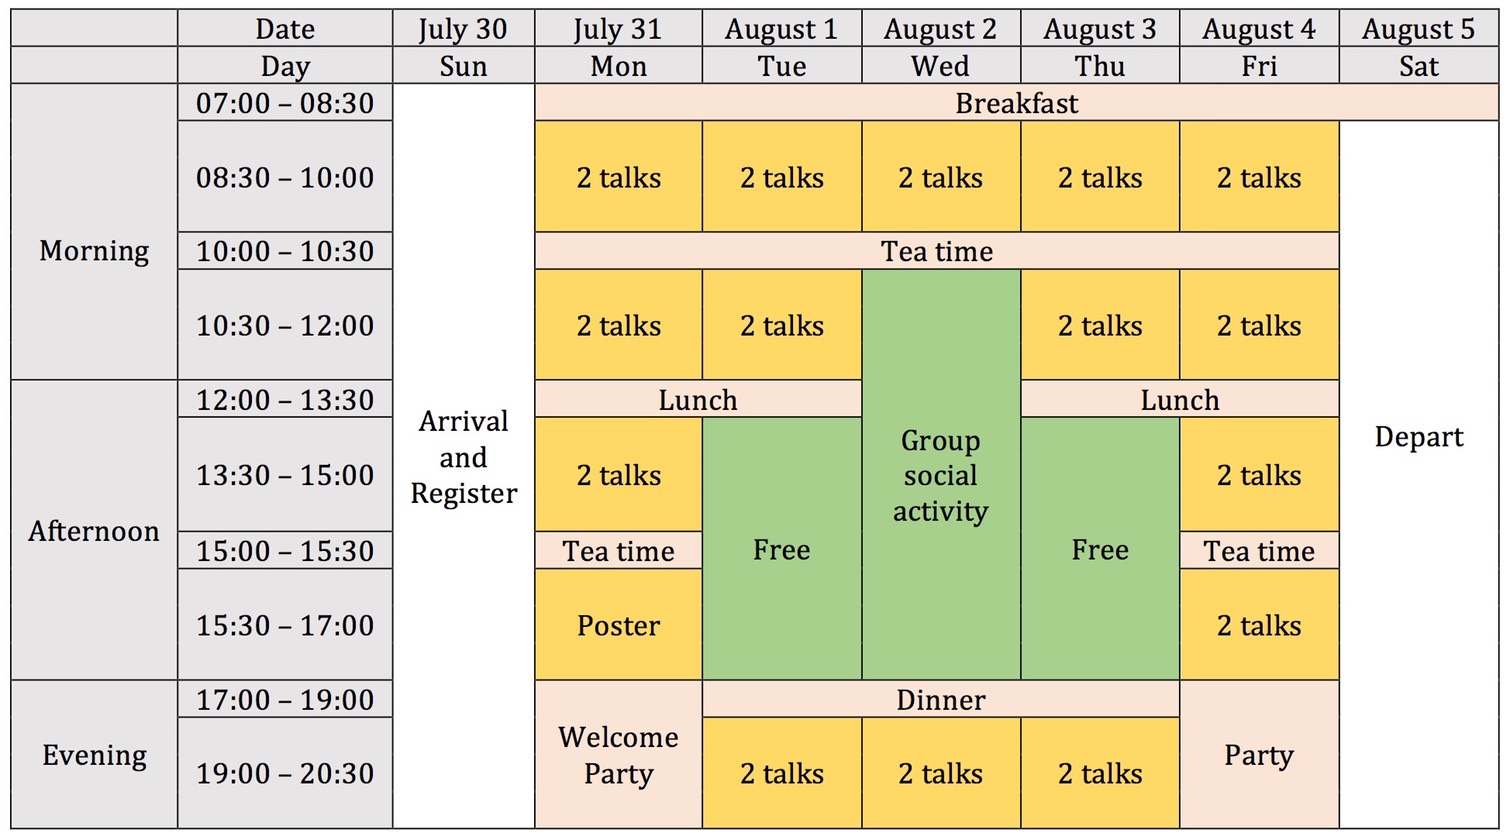 Date July 30 July 31 August 1 August 2 August 3 August 4 August 5
Day Sun Mon Tue Wed Thu Fri Sat
Morning
07:00 – 08:30 Breakfast
08:30 – 10:00 2 talks 2 talks 2 talks 2 talks 2 talks
10:00 – 10:30 Tea time
10:30 – 12:00 2 talks 2 talks 2 talks 2 talks
Arrival
and
Register
Group
social
activity
Depart
Afternoon
12:00 – 13:30 Lunch Lunch
13:30 – 15:00 2 talks 2 talks
Free Free
15:00 – 15:30 Tea time Tea time
15:30 – 17:00 Poster 2 talks
Evening
17:00 – 19:00 Dinner
Welcome
Party
Party
19:00 – 20:30 2 talks 2 talks 2 talks